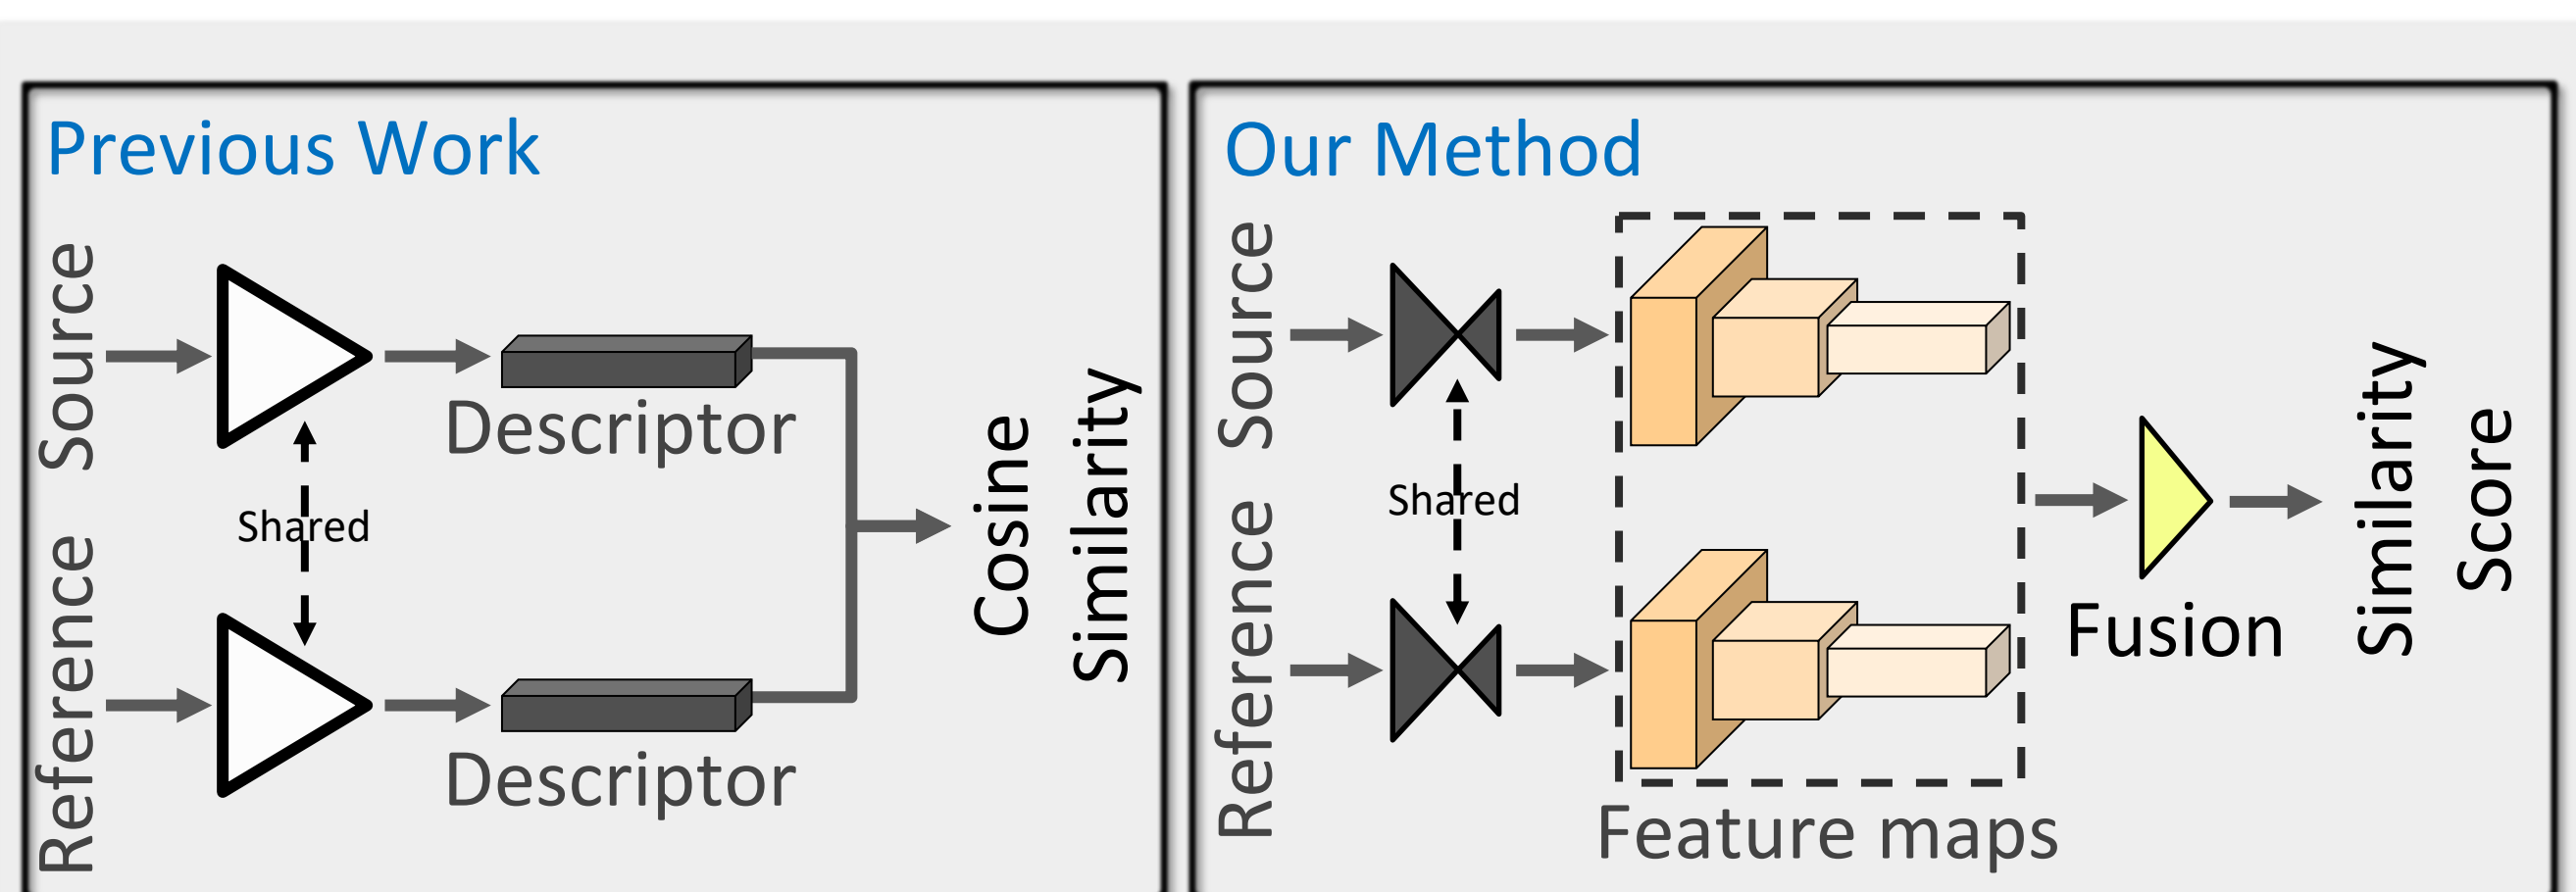 Previous Work
Source
Reference
Shared
Descriptor
Descriptor
Cosine
Similarity
Our Method
Source
Reference
Shared
Feature maps
Fusion
Similarity
Score